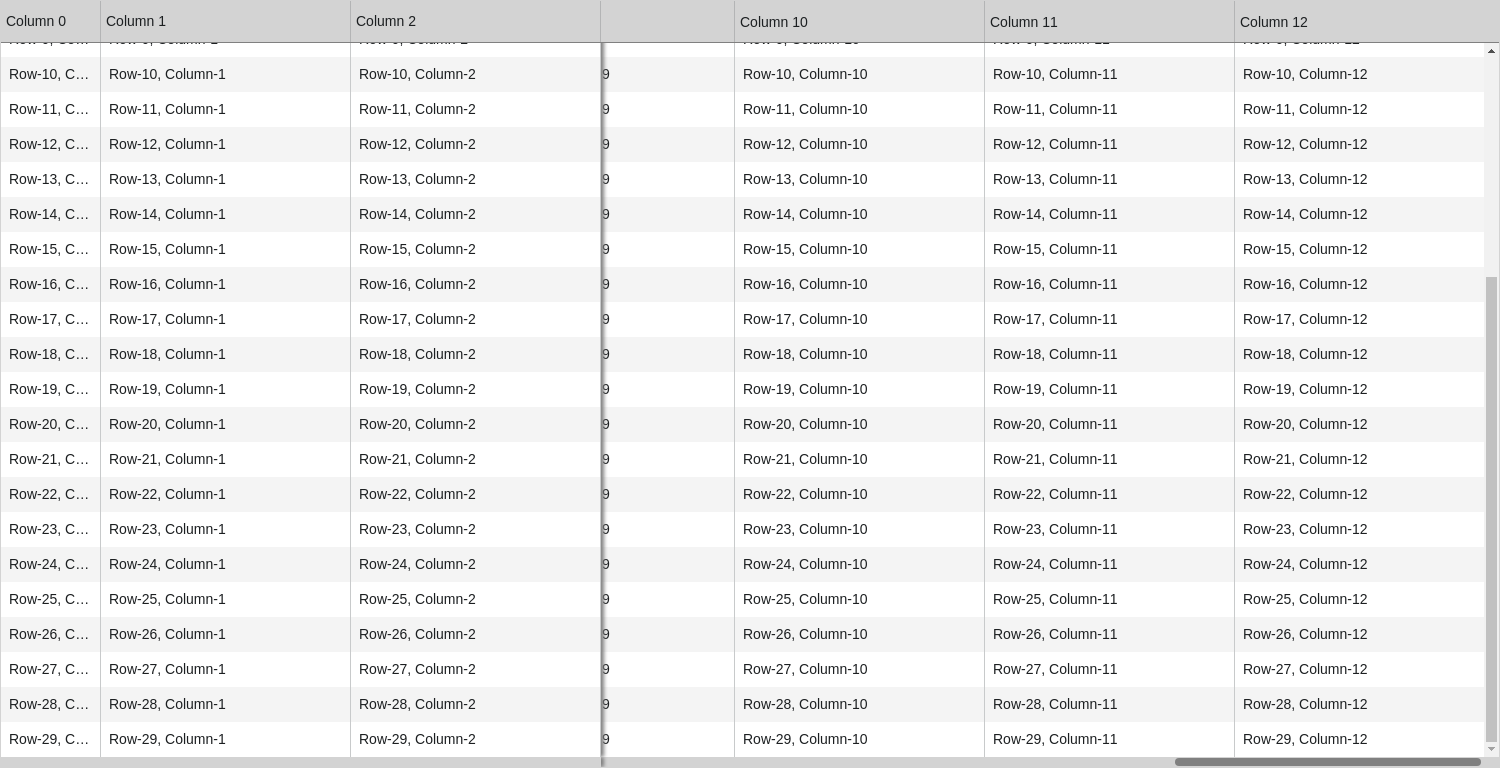 Column 0 Column 1 Column 2 Column 10 Column 11 Column 12
Row-10, C... Row-10, Column-1 Row-10, Column-2 9 Row-10, Column-10 Row-10, Column-11 Row-10, Column-12
Row-11, C... Row-11, Column-1 Row-11, Column-2 9 Row-11, Column-10 Row-11, Column-11 Row-11, Column-12
Row-12, C... Row-12, Column-1 Row-12, Column-2 9 Row-12, Column-10 Row-12, Column-11 Row-12, Column-12
Row-13, C... Row-13, Column-1 Row-13, Column-2 9 Row-13, Column-10 Row-13, Column-11 Row-13, Column-12
Row-14, C... Row-14, Column-1 Row-14, Column-2 9 Row-14, Column-10 Row-14, Column-11 Row-14, Column-12
Row-15, C... Row-15, Column-1 Row-15, Column-2 9 Row-15, Column-10 Row-15, Column-11 Row-15, Column-12
Row-16, C... Row-16, Column-1 Row-16, Column-2 9 Row-16, Column-10 Row-16, Column-11 Row-16, Column-12
Row-17, C... Row-17, Column-1 Row-17, Column-2 9 Row-17, Column-10 Row-17, Column-11 Row-17, Column-12
Row-18, C... Row-18, Column-1 Row-18, Column-2 9 Row-18, Column-10 Row-18, Column-11 Row-18, Column-12
Row-19, C... Row-19, Column-1 Row-19, Column-2 9 Row-19, Column-10 Row-19, Column-11 Row-19, Column-12
Row-20, C... Row-20, Column-1 Row-20, Column-2 9 Row-20, Column-10 Row-20, Column-11 Row-20, Column-12
Row-21, C... Row-21, Column-1 Row-21, Column-2 9 Row-21, Column-10 Row-21, Column-11 Row-21, Column-12
Row-22, C... Row-22, Column-1 Row-22, Column-2 9 Row-22, Column-10 Row-22, Column-11 Row-22, Column-12
Row-23, C... Row-23, Column-1 Row-23, Column-2 9 Row-23, Column-10 Row-23, Column-11 Row-23, Column-12
Row-24, C... Row-24, Column-1 Row-24, Column-2 9 Row-24, Column-10 Row-24, Column-11 Row-24, Column-12
Row-25, C... Row-25, Column-1 Row-25, Column-2 9 Row-25, Column-10 Row-25, Column-11 Row-25, Column-12
Row-26, C... Row-26, Column-1 Row-26, Column-2 9 Row-26, Column-10 Row-26, Column-11 Row-26, Column-12
Row-27, C... Row-27, Column-1 Row-27, Column-2 9 Row-27, Column-10 Row-27, Column-11 Row-27, Column-12
Row-28, C... Row-28, Column-1 Row-28, Column-2 9 Row-28, Column-10 Row-28, Column-11 Row-28, Column-12
Row-29, C... Row-29, Column-1 Row-29, Column-2 9 Row-29, Column-10 Row-29, Column-11 Row-29, Column-12